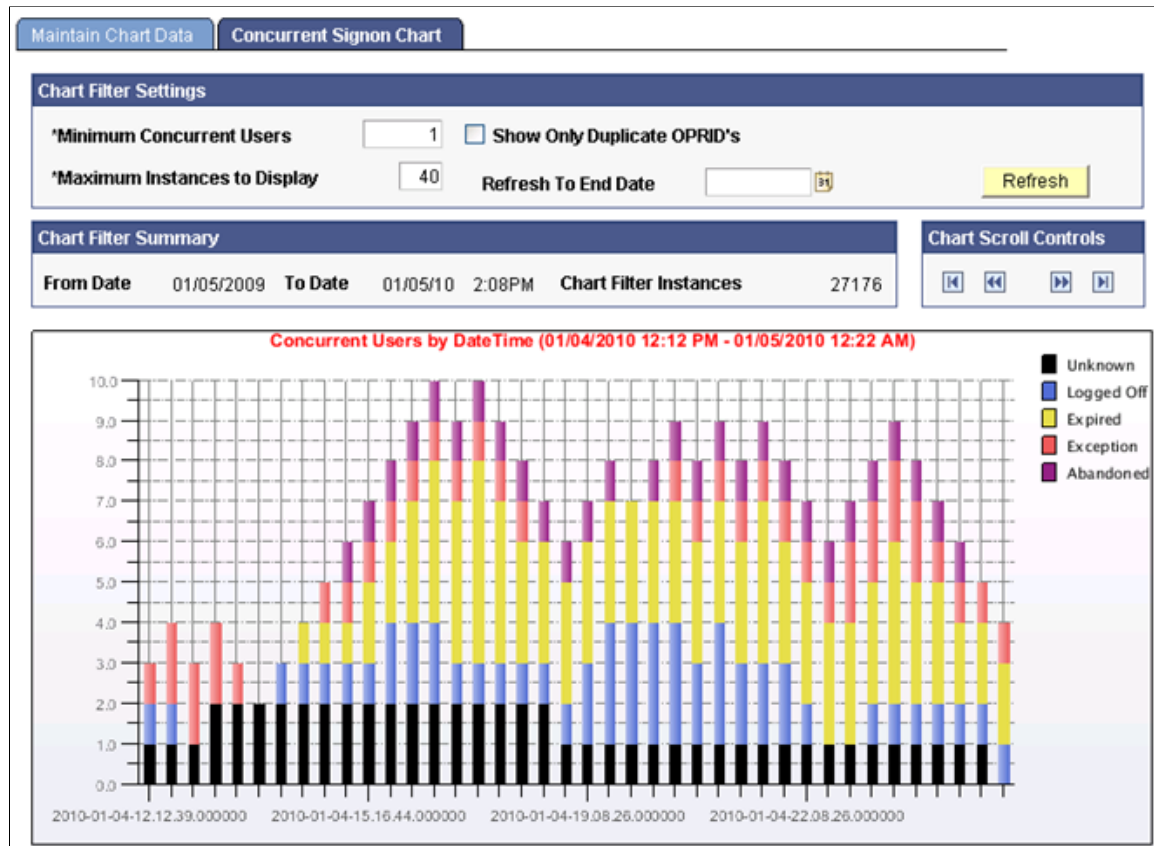 Maintain Chart Data
Concurrent Signon Chart
Chart Filter Settings
*Minimum Concurrent Users 1 Show Only Duplicate OPRID's
*Maximum Instances to Display 40 Refresh To End Date 31 Refresh
Chart Filter Summary
Chart Scroll Controls
From Date 01/05/2009 To Date 01/05/10 2:08PM Chart Filter Instances 27176
Concurrent Users by DateTime (01/04/2010 12:12 PM - 01/05/2010 12:22 AM)
Unknown
Logged Off
Expired
Exception
Abandoned
10.0
9.0
8.0
7.0
6.0
5.0
4.0
3.0
2.0
1.0
0.0
2010-01-04-12.12.39.000000 2010-01-04-15.16.44.000000 2010-01-04-19.08.26.000000 2010-01-04-22.08.26.000000